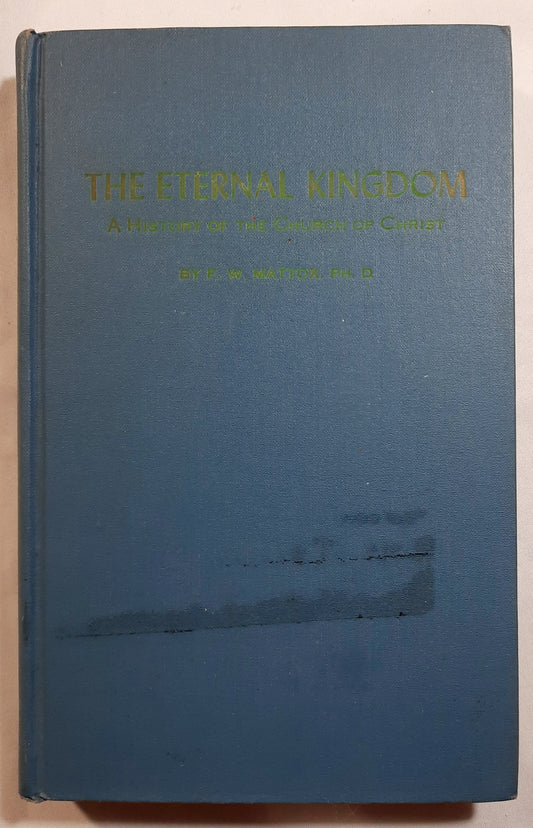 THE ETERNAL KINGDOM
A HISTORY OF THE CHURCH OF CHRIST
BY F. W. MATTOX, PH. D.